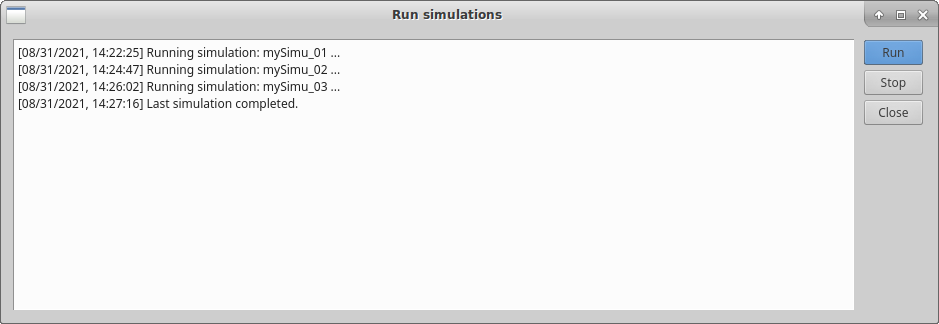 Run simulations
[08/31/2021, 14:22:25] Running simulation: mySimu_01 ...
[08/31/2021, 14:24:47] Running simulation: mySimu_02 ...
[08/31/2021, 14:26:02] Running simulation: mySimu_03 ...
[08/31/2021, 14:27:16] Last simulation completed.
Run
Stop
Close